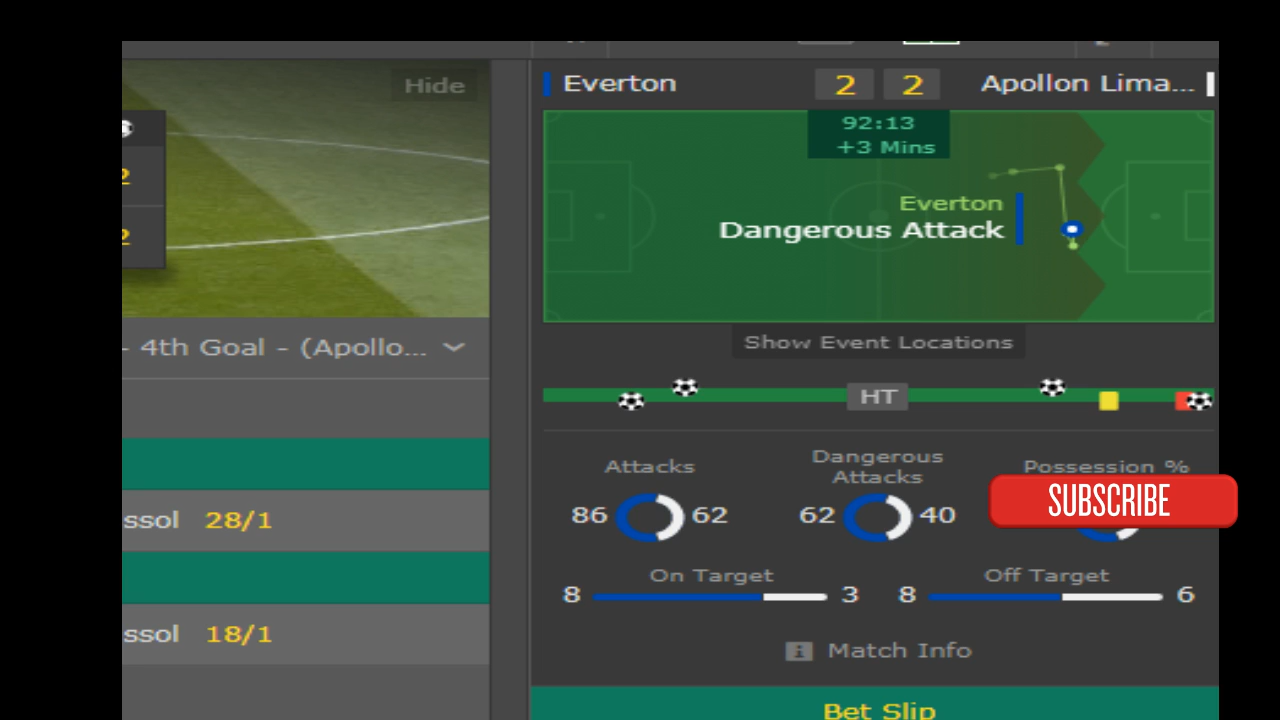 Hide
2
2
- 4th Goal - (Apollo...
ssol 28/1
ssol 18/1
Everton 2 2 Apollon Lima...
92:13
+3 Mins
Everton
Dangerous Attack
Show Event Locations
HT
Attacks
86 62
Dangerous
Attacks
62 40
Possession %
SUBSCRIBE
On Target
8 3
Off Target
8 6
i Match Info
Bet Slip